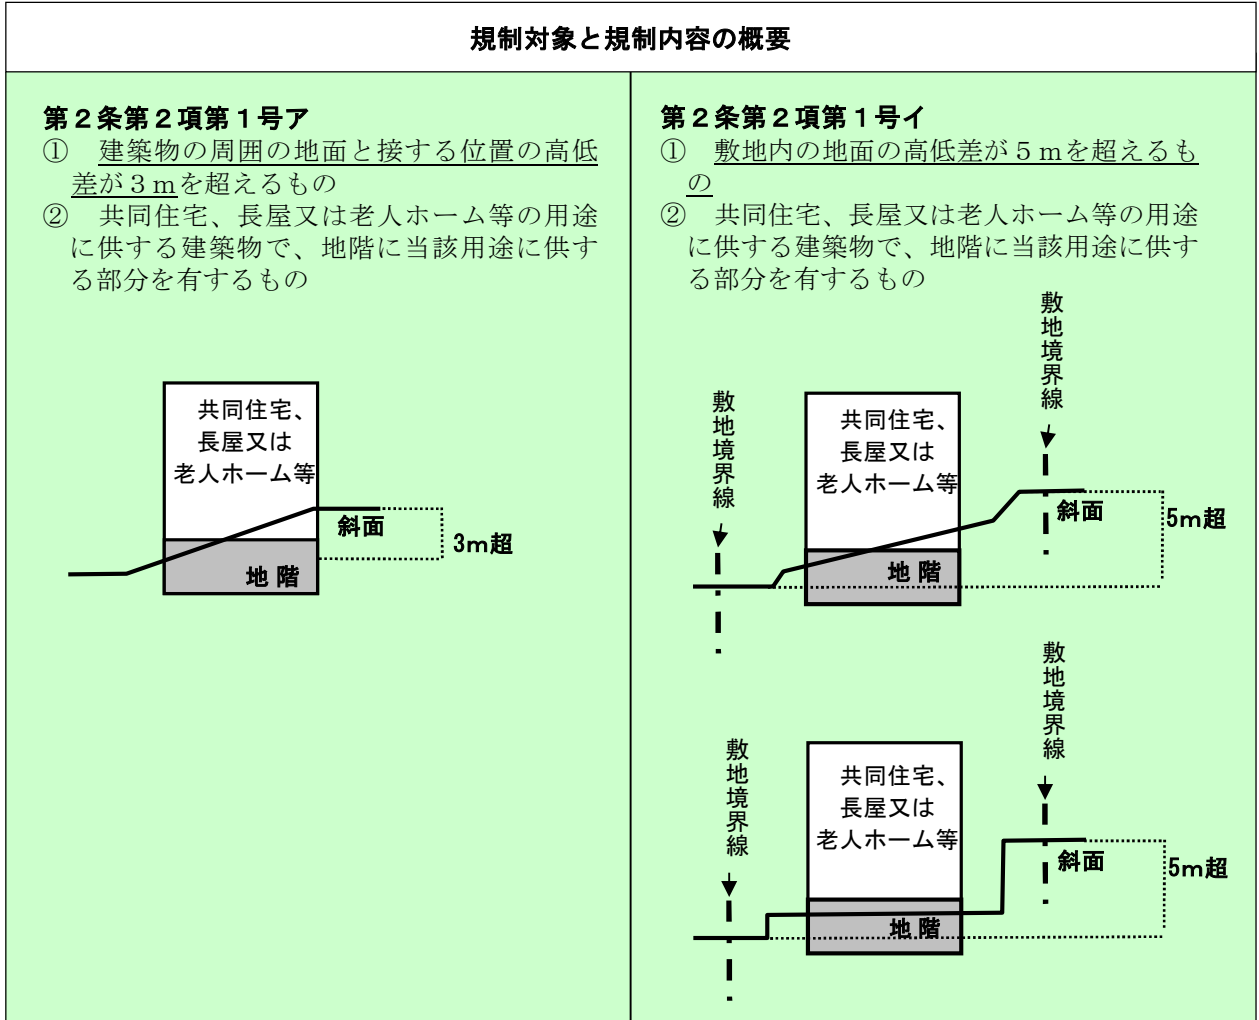 規制対象と規制内容の概要
第２条第２項第１号ア
①　建築物の周囲の地面と接する位置の高低
差が３ｍを超えるもの
②　共同住宅、長屋又は老人ホーム等の用途
に供する建築物で、地階に当該用途に供す
る部分を有するもの
共同住宅、
長屋又は
老人ホーム等
斜面
3ｍ超
地 階
第２条第２項第１号イ
①　敷地内の地面の高低差が５ｍを超えるも
の
②　共同住宅、長屋又は老人ホーム等の用途
に供する建築物で、地階に当該用途に供す
る部分を有するもの
敷地境界線
敷地境界線
共同住宅、
長屋又は
老人ホーム等
斜面
5ｍ超
地 階
敷地境界線
敷地境界線
共同住宅、
長屋又は
老人ホーム等
斜面
5ｍ超
地 階